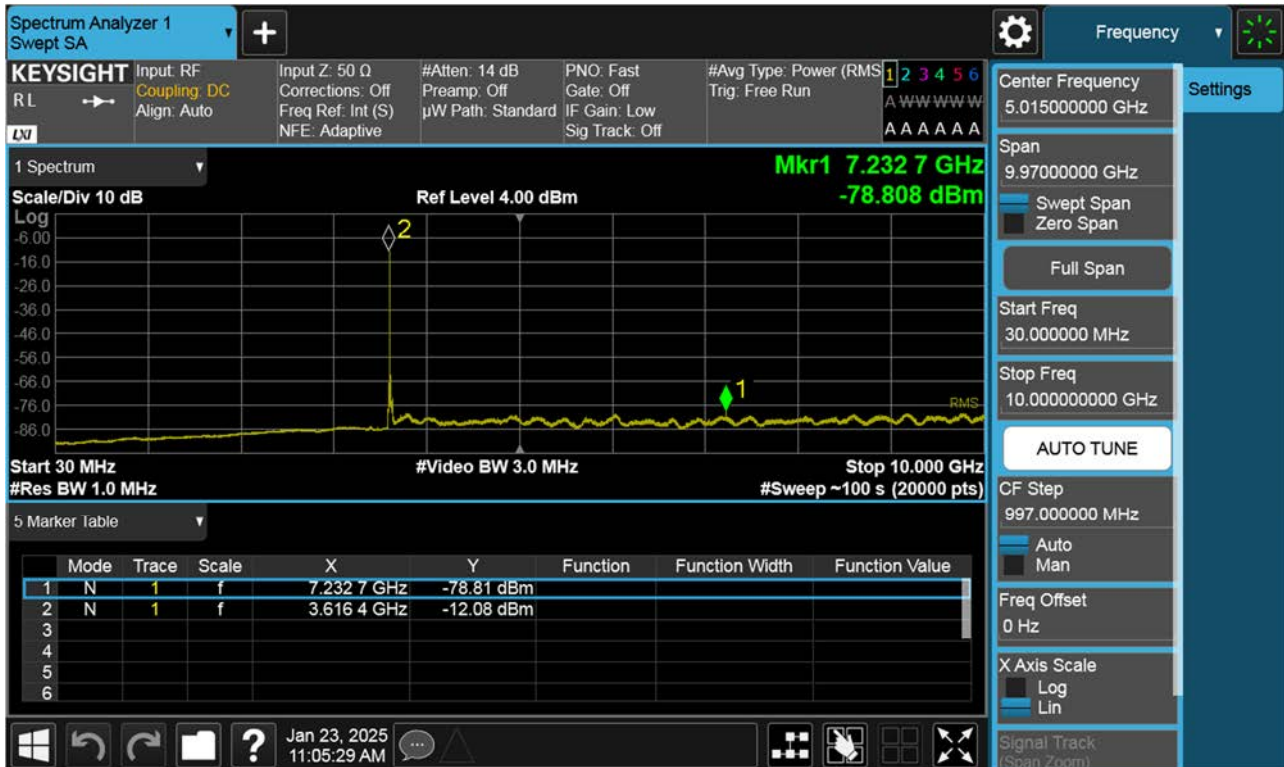 Spectrum Analyzer 1
Swept SA
Frequency
KEYSIGHT
R L
LXI
Input: RF
Coupling: DC
Align: Auto
Input Z: 50 Ω
Corrections: Off
Freq Ref: Int (S)
NFE: Adaptive
#Atten: 14 dB
Preamp: Off
µW Path: Standard
PNO: Fast
Gate: Off
IF Gain: Low
Sig Track: Off
#Avg Type: Power (RMS
Trig: Free Run
1 2 3 4 5 6
A W W W W W
A A A A A A
1 Spectrum
Mkr1 7.232 7 GHz
Scale/Div 10 dB
Ref Level 4.00 dBm
-78.808 dBm
Log
-6.00
-16.0
-26.0
-36.0
-46.0
-56.0
-66.0
-76.0
-86.0
2
1
RMS
Start 30 MHz
#Video BW 3.0 MHz
Stop 10.000 GHz
#Res BW 1.0 MHz
#Sweep ~100 s (20000 pts)
5 Marker Table
Mode Trace Scale X Y Function Function Width Function Value
1 N 1 f 7.232 7 GHz -78.81 dBm
2 N 1 f 3.616 4 GHz -12.08 dBm
3
4
5
6
?
Jan 23, 2025
11:05:29 AM
Center Frequency
5.015000000 GHz
Settings
Span
9.97000000 GHz
Swept Span
Zero Span
Full Span
Start Freq
30.000000 MHz
Stop Freq
10.000000000 GHz
AUTO TUNE
CF Step
997.000000 MHz
Auto
Man
Freq Offset
0 Hz
X Axis Scale
Log
Lin
Signal Track
(Span Zoom)